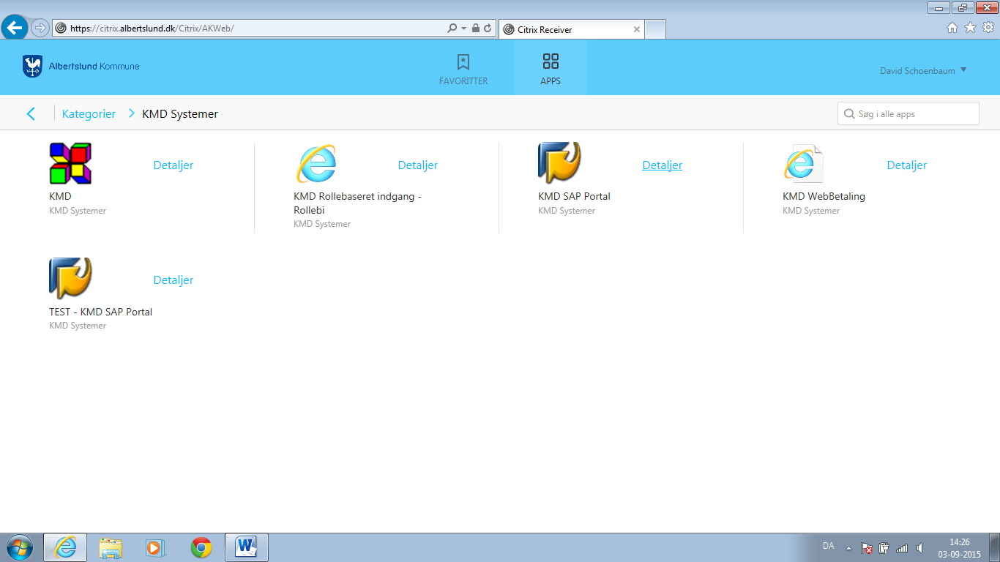 https://citrix.albertslund.dk/Citrix/AKWeb/
Citrix Receiver
Albertslund Kommune
FAVORITTER
APPS
David Schoenbaum
Kategorier
KMD Systemer
Søg i alle apps
Detaljer
KMD
KMD Systemer
Detaljer
KMD Rollebaseret indgang -
Rollebi
KMD Systemer
Detaljer
KMD SAP Portal
KMD Systemer
Detaljer
KMD WebBetaling
KMD Systemer
Detaljer
TEST - KMD SAP Portal
KMD Systemer
DA
14:26
03-09-2015